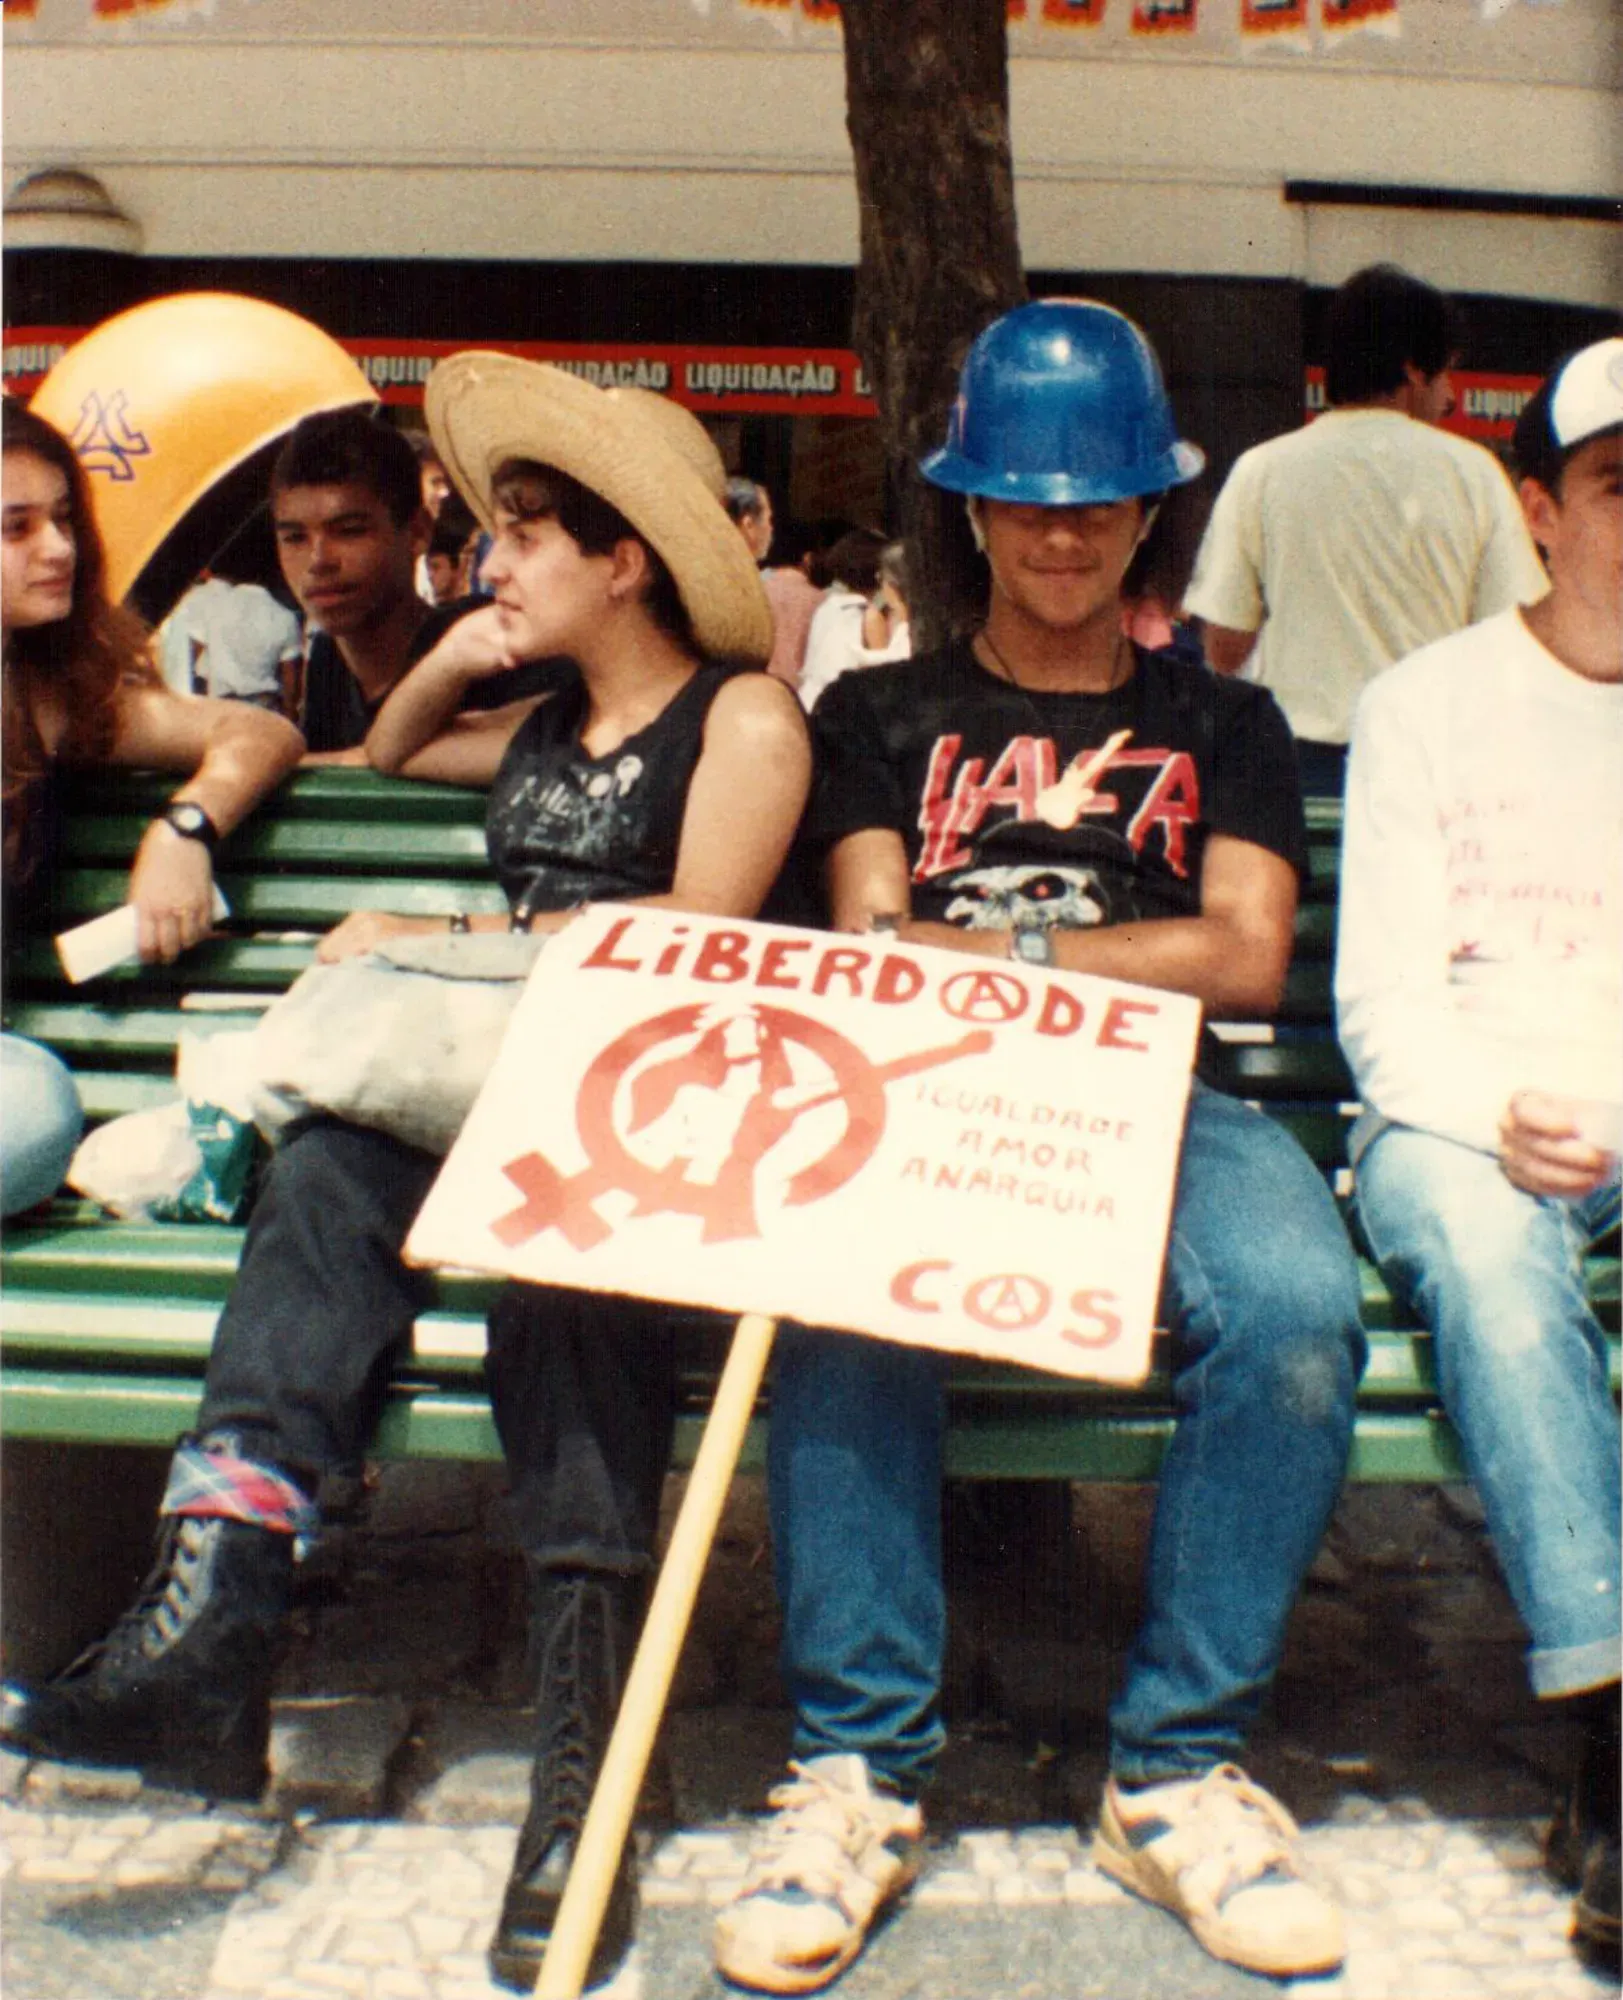 LIQUIDAÇÃO LIQUIDAÇÃO
SLAYER
LiBERDADE
IGUALDADE
AMOR
ANARQUIA
CAS